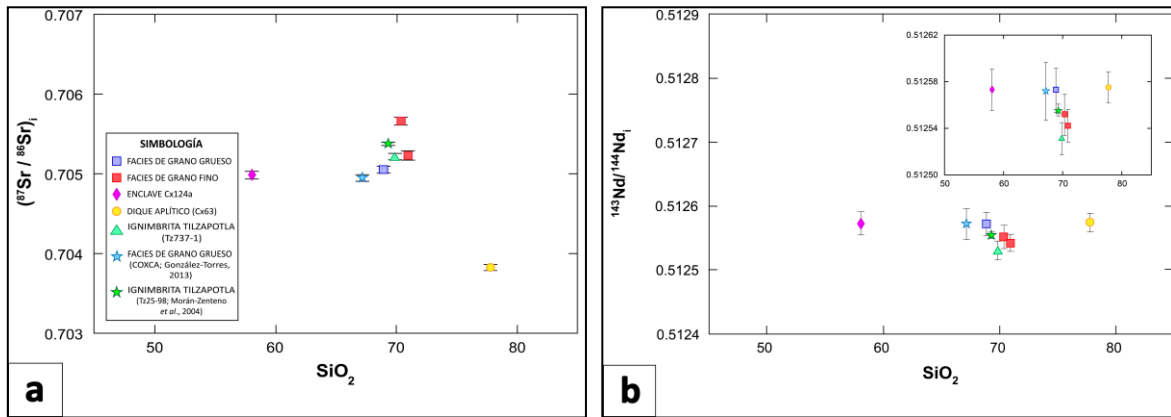 0.707
0.706
0.705
0.704
0.703
(⁸⁷Sr / ⁸⁶Sr)i
SIMBOLOGÍA
FACIES DE GRANO GRUESO
FACIES DE GRANO FINO
ENCLAVE Cx124a
DIQUE APLÍTICO (Cx63)
IGNIMBRITA TILZAPOTLA
(Tz737-1)
FACIES DE GRANO GRUESO
(COXCA; González-Torres,
2013)
IGNIMBRITA TILZAPOTLA
(Tz25-98; Morán-Zenteno
et al., 2004)
50 60 70 80
SiO₂
a
0.5129
0.5128
0.5127
0.5126
0.5125
0.5124
¹⁴³Nd/¹⁴⁴Ndi
0.51262
0.51258
0.51254
0.51250
50 60 70 80
50 60 70 80
SiO₂
b